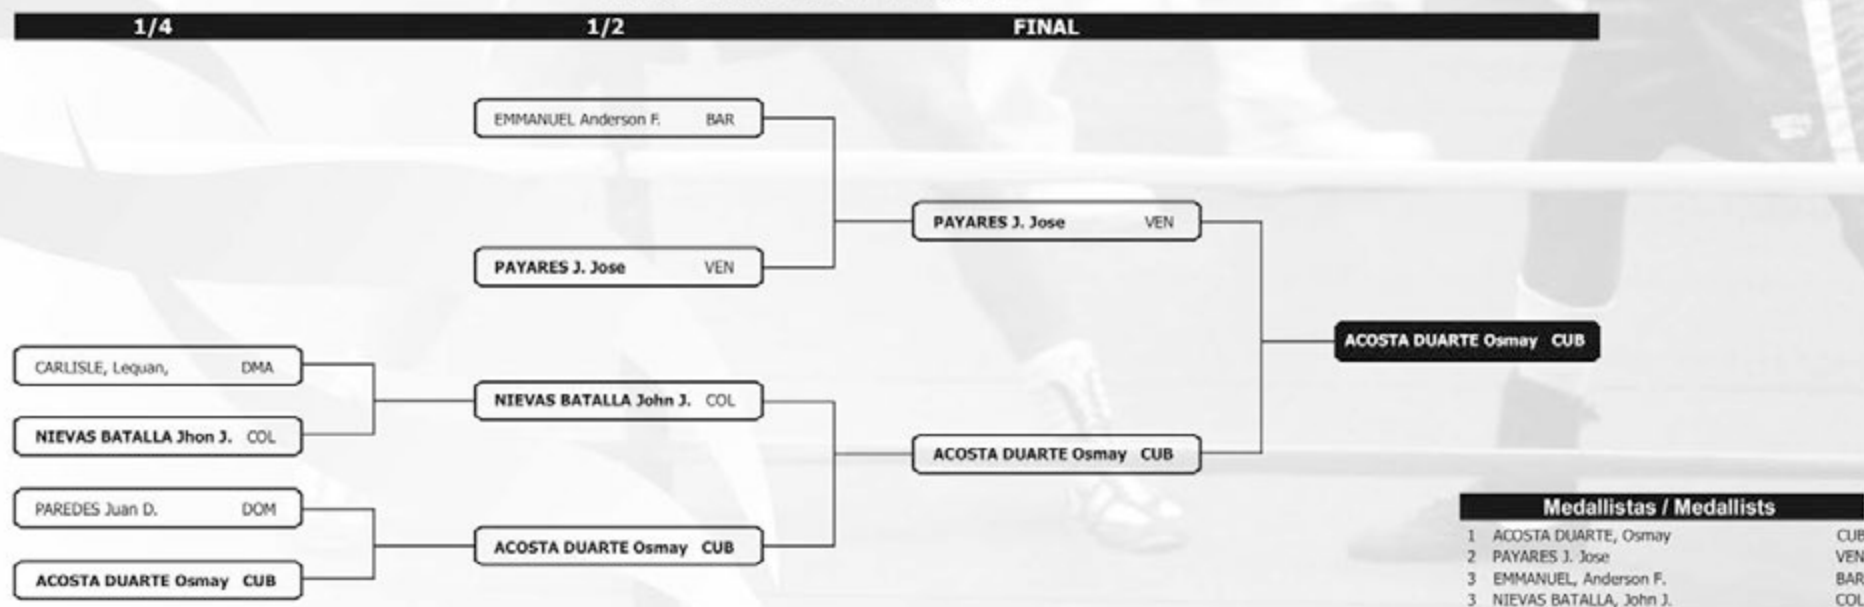 1/4 1/2 FINAL
EMMANUEL Anderson F. BAR
PAYARES J. Jose VEN
PAYARES J. Jose VEN
ACOSTA DUARTE Osmay CUB
CARLISLE, Lequan, DMA
NIEVAS BATALLA John J. COL
NIEVAS BATALLA Jhon J. COL
ACOSTA DUARTE Osmay CUB
PAREDES Juan D. DOM
ACOSTA DUARTE Osmay CUB
ACOSTA DUARTE Osmay CUB
Medallistas / Medallists
1 ACOSTA DUARTE, Osmay CUB
2 PAYARES J. Jose VEN
3 EMMANUEL, Anderson F. BAR
3 NIEVAS BATALLA, John J. COL